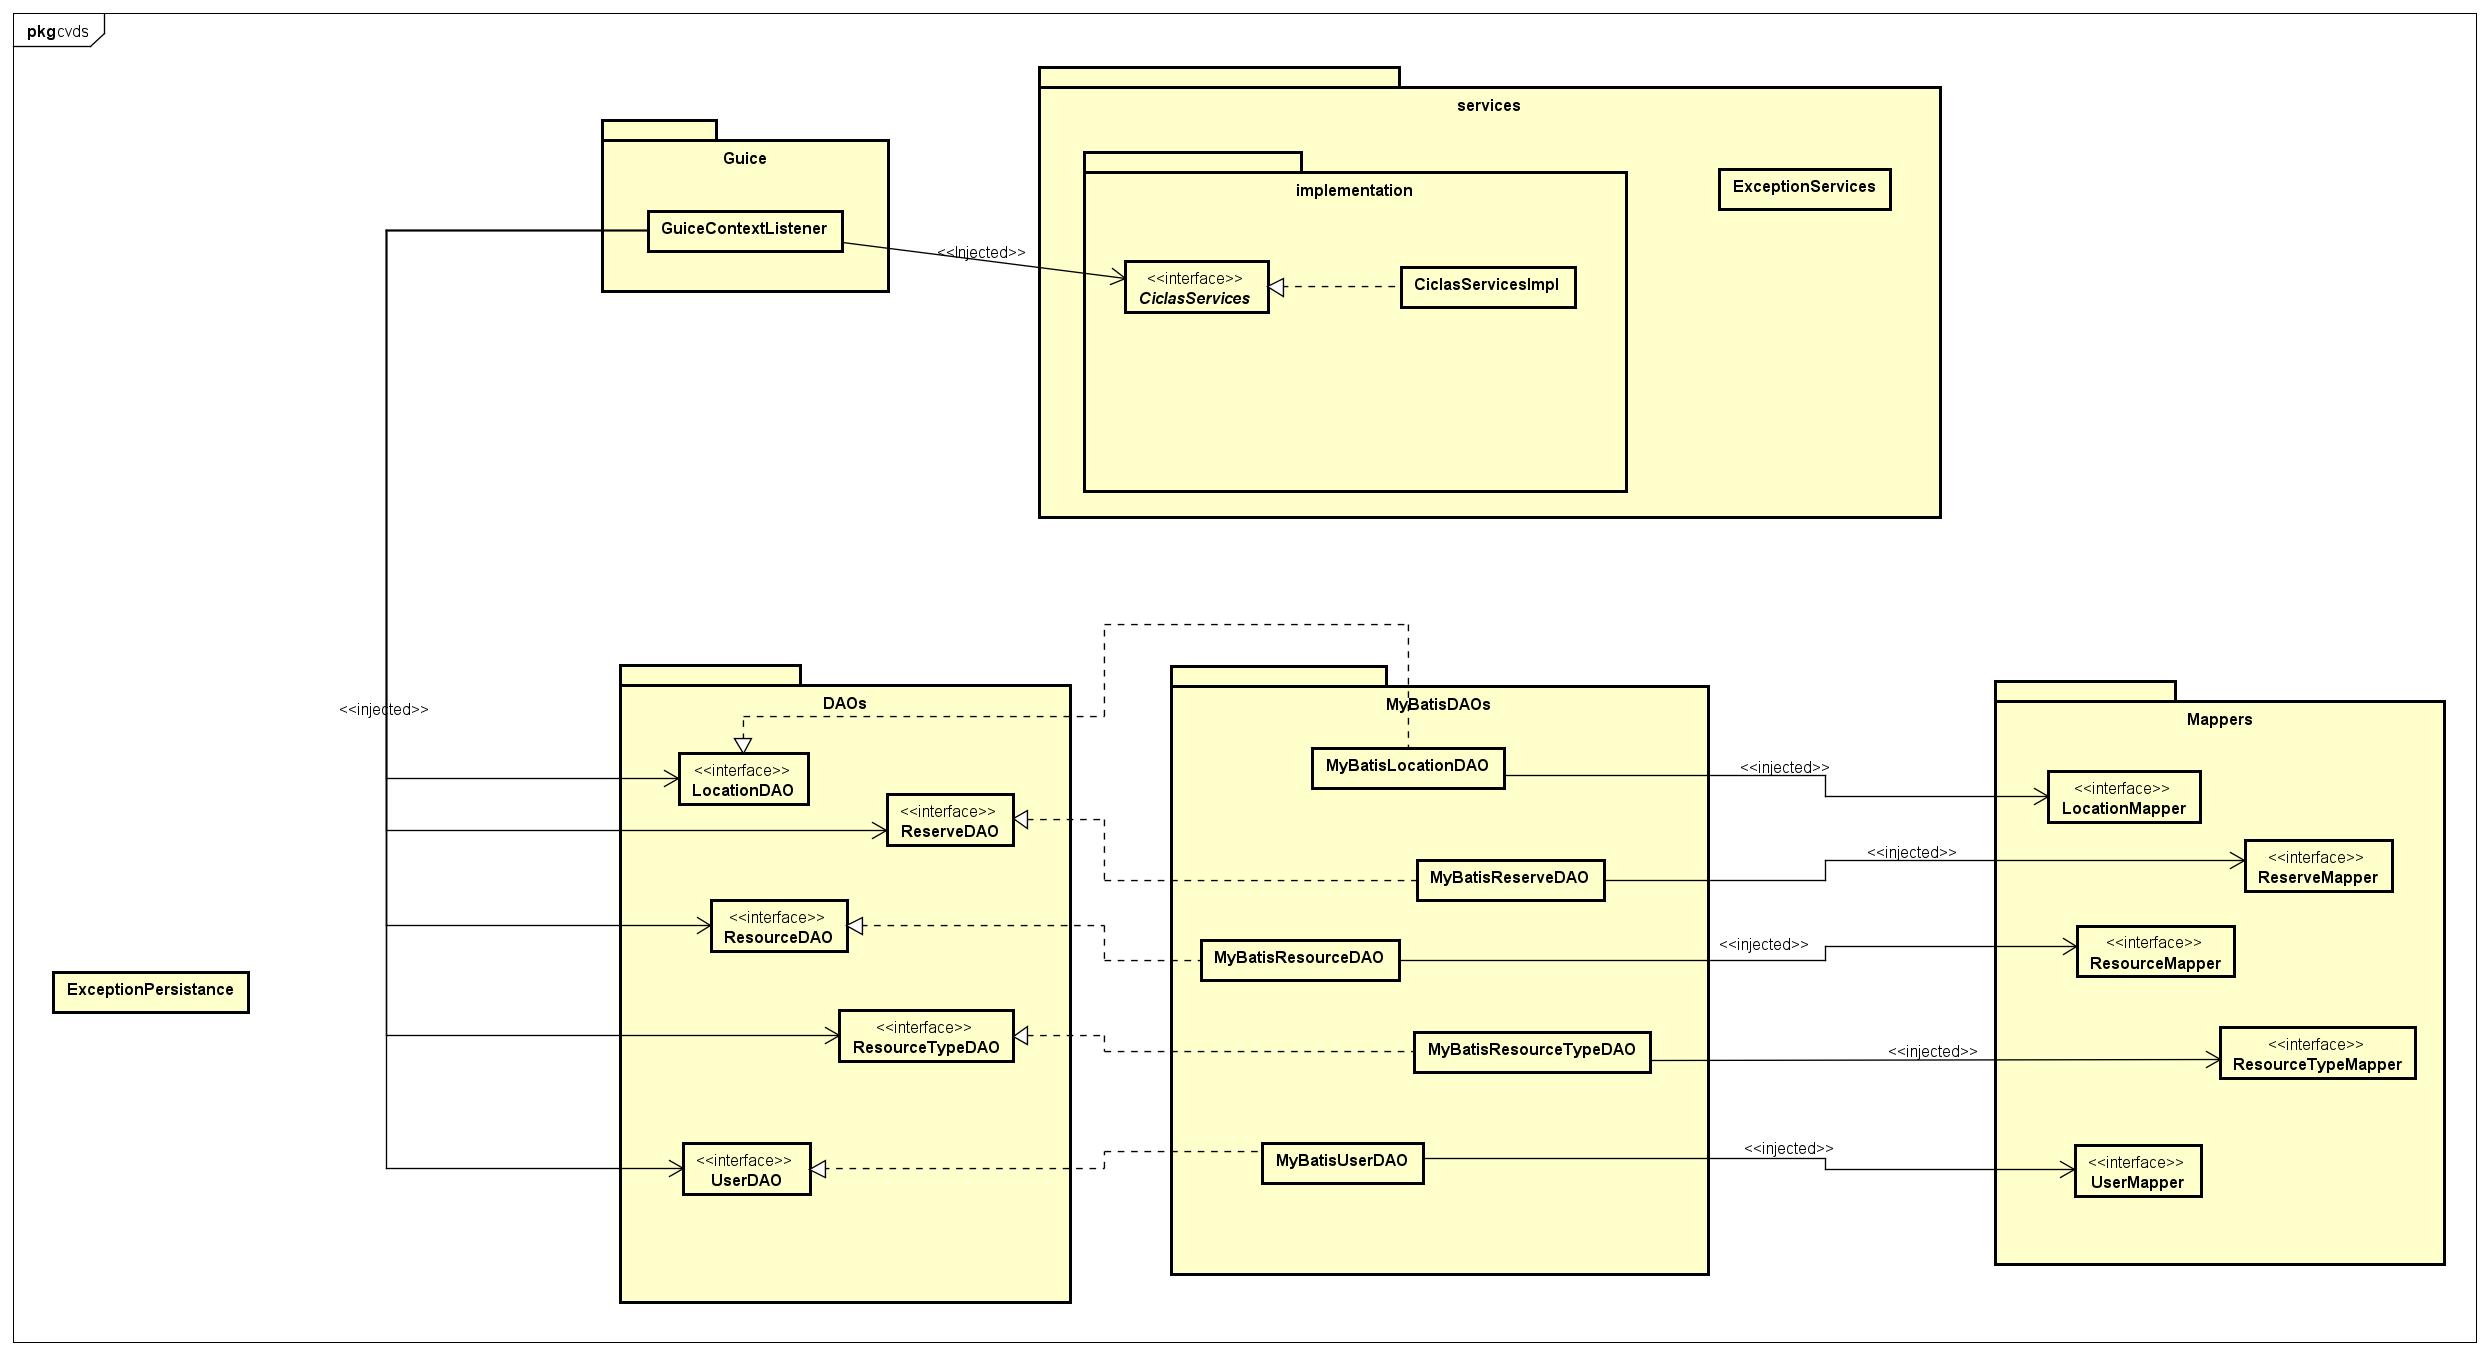 pkg cvds
services
Guice
implementation
ExceptionServices
GuiceContextListener
<<Injected>>
<<interface>>
CiclasServices
CiclasServicesImpl
<<injected>>
DAOs
<<interface>>
LocationDAO
<<interface>>
ReserveDAO
<<interface>>
ResourceDAO
<<interface>>
ResourceTypeDAO
<<interface>>
UserDAO
ExceptionPersistance
MyBatisDAOs
MyBatisLocationDAO
MyBatisReserveDAO
MyBatisResourceDAO
MyBatisResourceTypeDAO
MyBatisUserDAO
<<injected>>
<<injected>>
<<injected>>
<<injected>>
<<injected>>
Mappers
<<interface>>
LocationMapper
<<interface>>
ReserveMapper
<<interface>>
ResourceMapper
<<interface>>
ResourceTypeMapper
<<interface>>
UserMapper